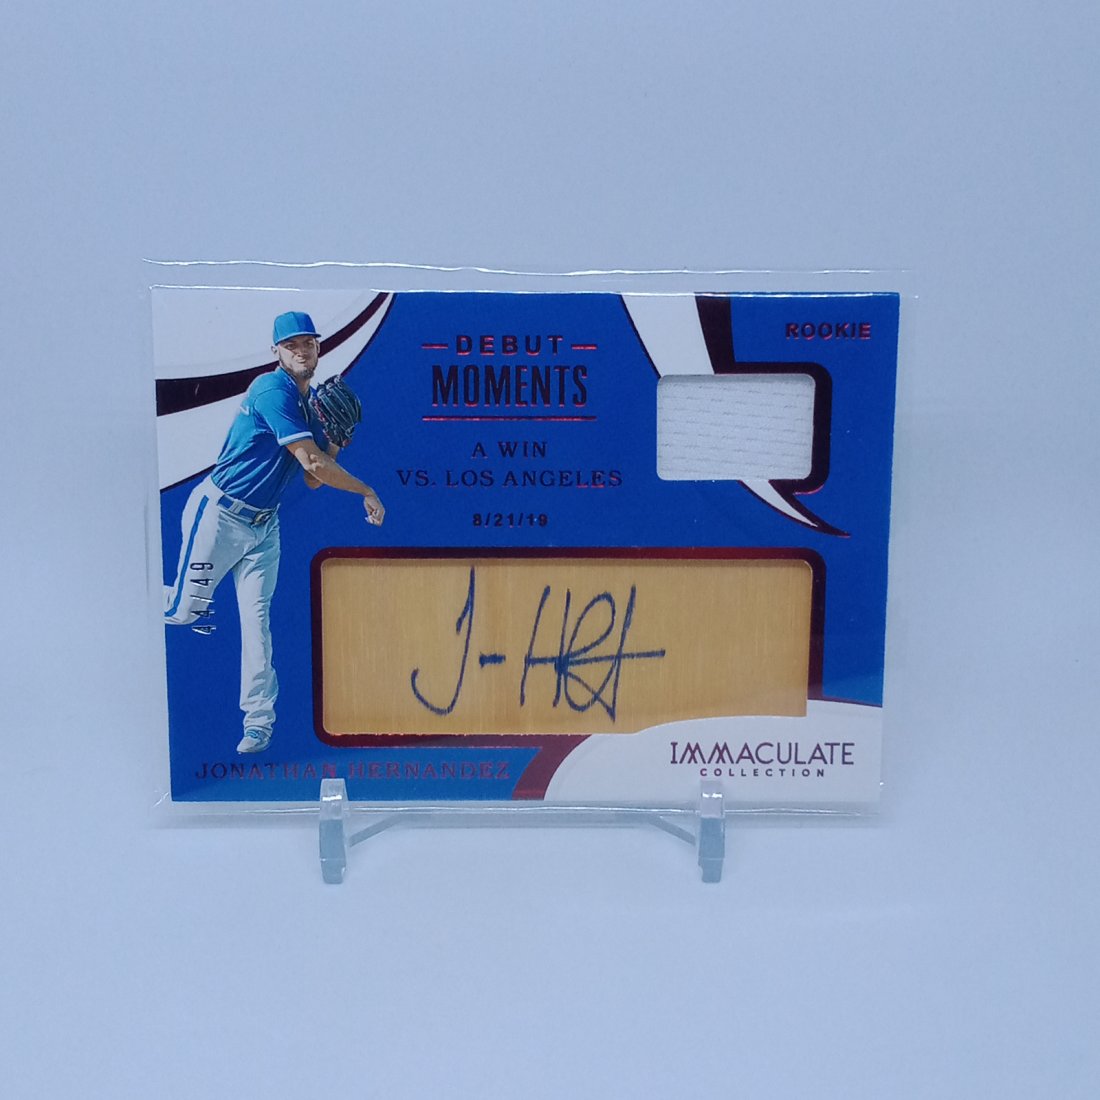 ROOKIE
DEBUT
MOMENTS
A WIN
VS. LOS ANGELES
8/21/19
44/49
J-H
JONATHAN HERNANDEZ
IMMACULATE
COLLECTION